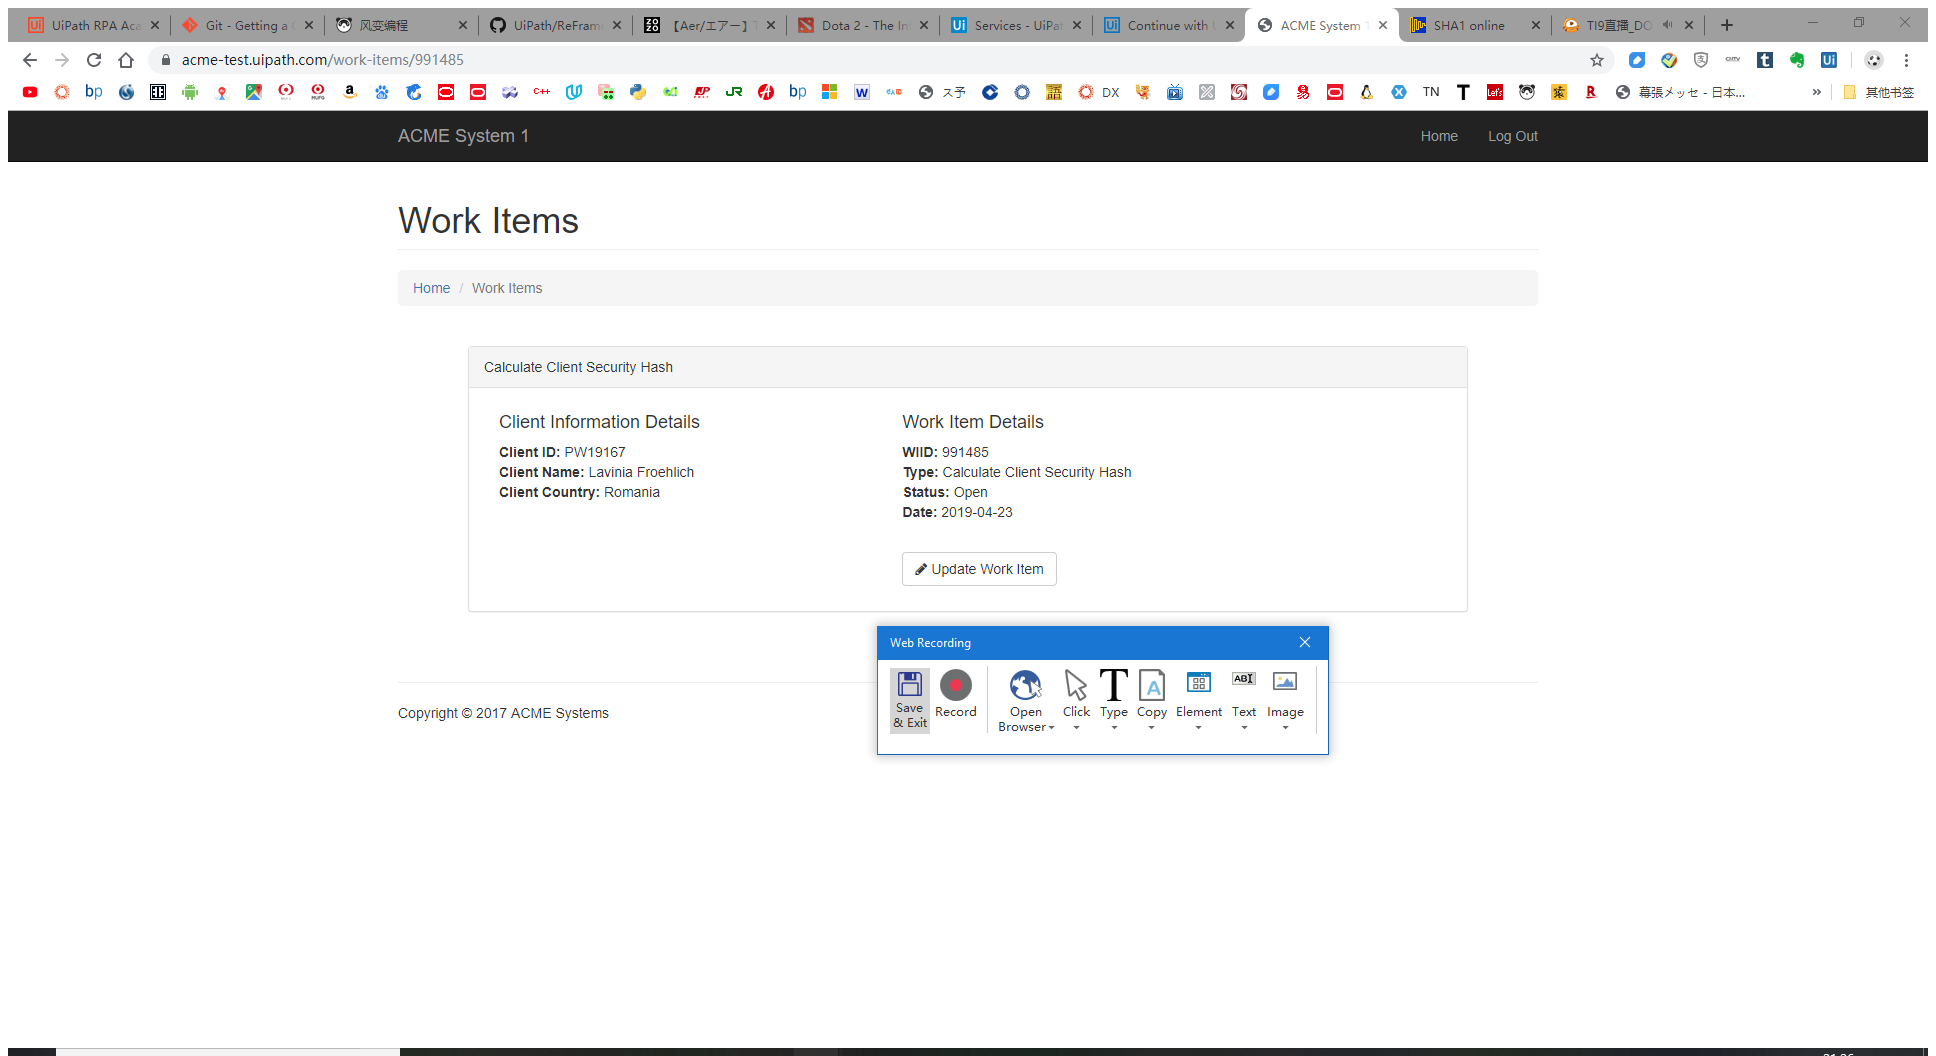 UiPath RPA Aca
Git - Getting a
风变编程
UiPath/ReFram
【Aer/エアー】
Dota 2 - The In
Services - UiPa
Continue with
ACME System
SHA1 online
TI9直播_DO
acme-test.uipath.com/work-items/991485
ス予
DX
TN
幕張メッセ - 日本...
其他书签
ACME System 1
Home
Log Out
Work Items
Home / Work Items
Calculate Client Security Hash
Client Information Details
Client ID: PW19167
Client Name: Lavinia Froehlich
Client Country: Romania
Work Item Details
WIID: 991485
Type: Calculate Client Security Hash
Status: Open
Date: 2019-04-23
Update Work Item
Web Recording
Save & Exit
Record
Open Browser
Click
Type
Copy
Element
Text
Image
Copyright © 2017 ACME Systems